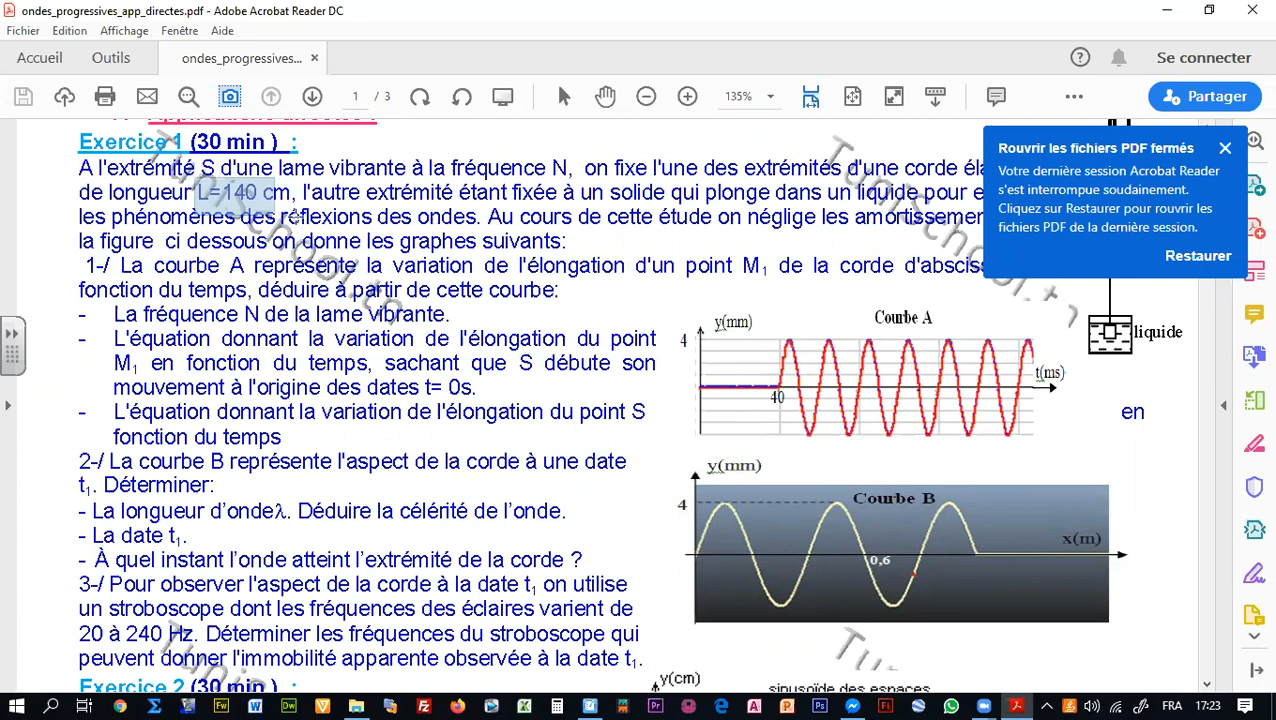 ondes_progressives_app_directes.pdf - Adobe Acrobat Reader DC
Fichier Edition Affichage Fenêtre Aide
Accueil Outils ondes_progressives... × Se connecter
1 / 3 135% Partager
Exercice 1 (30 min ) :
A l'extrémité S d'une lame vibrante à la fréquence N, on fixe l'une des extrémités d'une corde éla
de longueur L=140 cm, l'autre extrémité étant fixée à un solide qui plonge dans un liquide pour e
les phénomènes des réflexions des ondes. Au cours de cette étude on néglige les amortissemen
la figure ci dessous on donne les graphes suivants:
1-/ La courbe A représente la variation de l'élongation d'un point M1 de la corde d'absciss
fonction du temps, déduire à partir de cette courbe:
- La fréquence N de la lame vibrante.
- L'équation donnant la variation de l'élongation du point
M1 en fonction du temps, sachant que S débute son
mouvement à l'origine des dates t= 0s.
- L'équation donnant la variation de l'élongation du point S
en
fonction du temps
2-/ La courbe B représente l'aspect de la corde à une date
t1. Déterminer:
- La longueur d'onde λ. Déduire la célérité de l'onde.
- La date t1.
- À quel instant l'onde atteint l'extrémité de la corde ?
3-/ Pour observer l'aspect de la corde à la date t1 on utilise
un stroboscope dont les fréquences des éclaires varient de
20 à 240 Hz. Déterminer les fréquences du stroboscope qui
peuvent donner l'immobilité apparente observée à la date t1.
Exercice 2 (30 min ) :
Rouvrir les fichiers PDF fermés
Votre dernière session Acrobat Reader
s'est interrompue soudainement.
Cliquez sur Restaurer pour rouvrir les
fichiers PDF de la dernière session.
Restaurer
liquide
Courbe A
y(mm)
4
t(ms)
40
y(mm)
Courbe B
4
x(m)
0,6
y(cm)
sinusoïde des espaces
Tunischool.tn
Tunischool.tn
FRA 17:23